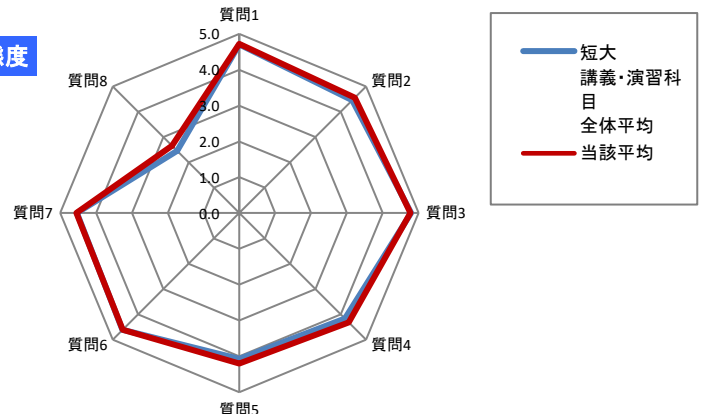 態度
質問1
質問2
質問3
質問4
質問5
質問6
質問7
質問8
5.0
4.0
3.0
2.0
1.0
0.0
短大
講義・演習科
目
全体平均
当該平均